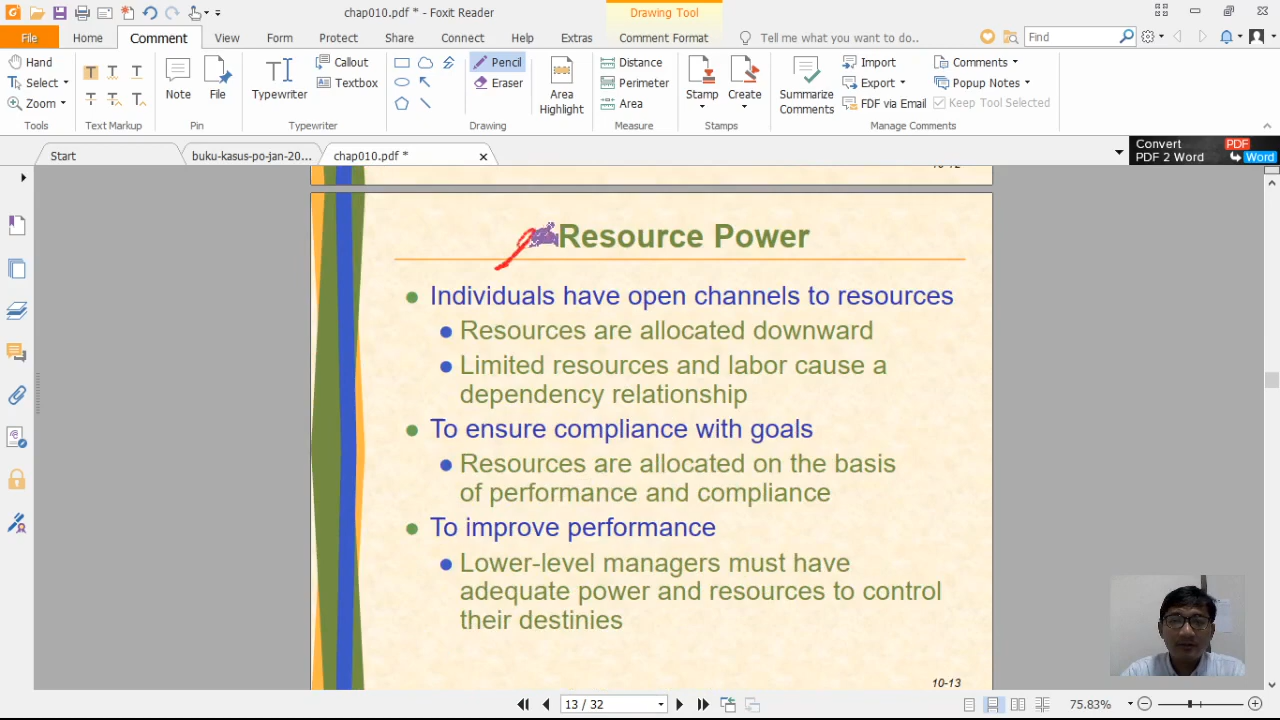 chap010.pdf * - Foxit Reader
Drawing Tool
File Home Comment View Form Protect Share Connect Help Extras Comment Format Tell me what you want to do.. Find
Hand
Select
Zoom
Tools
Text Markup
Note
File
Pin
Typewriter
Callout
Textbox
Typewriter
Pencil
Eraser
Drawing
Area
Highlight
Distance
Perimeter
Area
Measure
Stamp
Create
Stamps
Summarize
Comments
Import
Export
FDF via Email
Comments
Popup Notes
Keep Tool Selected
Manage Comments
Start
buku-kasus-po-jan-20...
chap010.pdf *
Convert PDF
PDF 2 Word Word
Resource Power
Individuals have open channels to resources
Resources are allocated downward
Limited resources and labor cause a
dependency relationship
To ensure compliance with goals
Resources are allocated on the basis
of performance and compliance
To improve performance
Lower-level managers must have
adequate power and resources to control
their destinies
10-13
13 / 32
75.83%